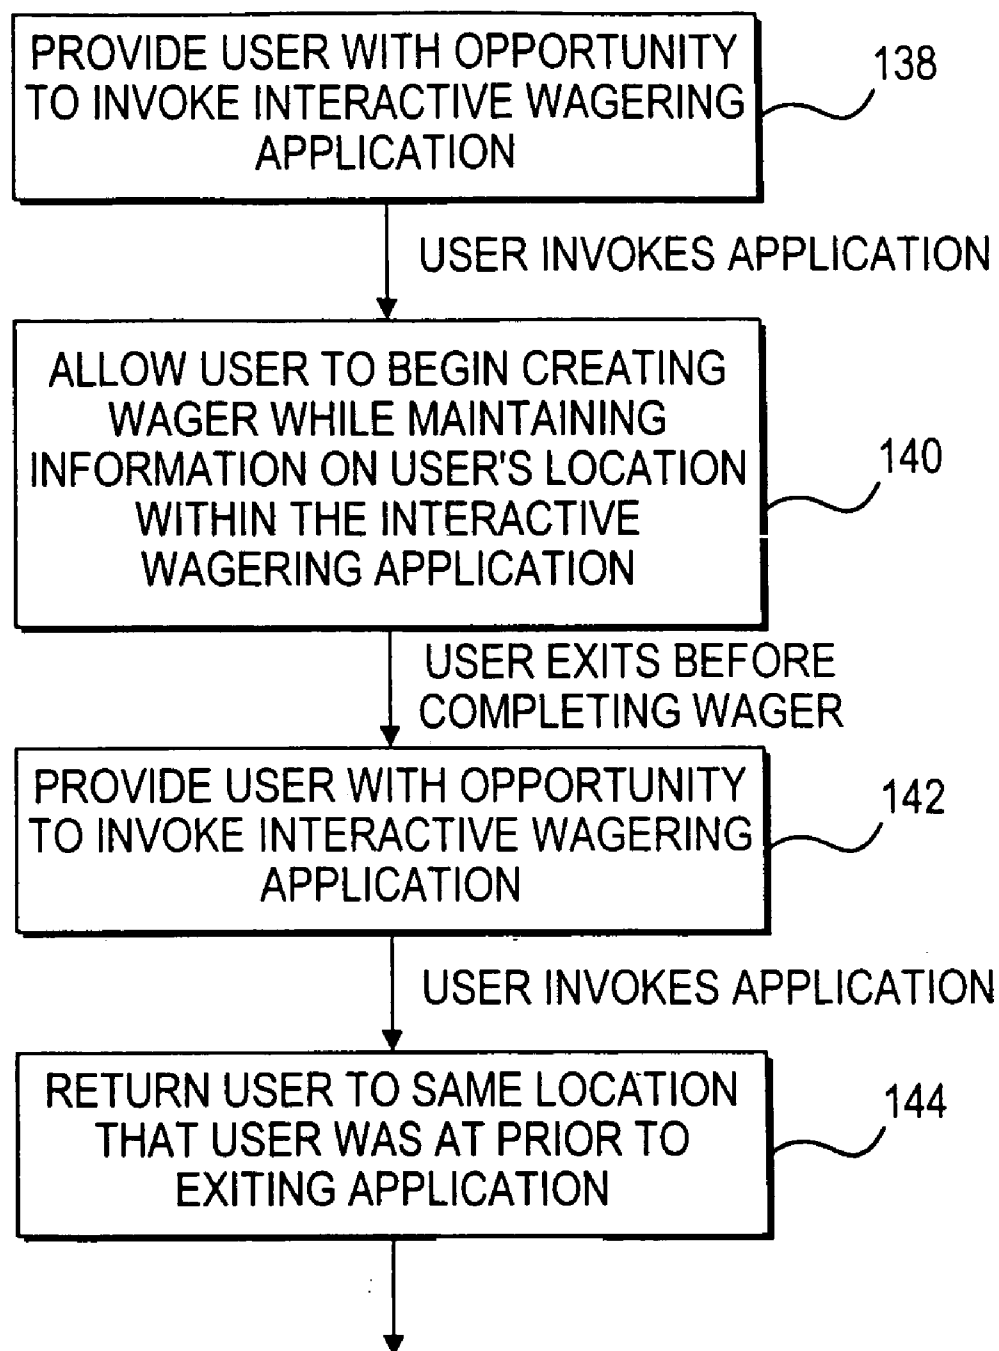 PROVIDE USER WITH OPPORTUNITY
TO INVOKE INTERACTIVE WAGERING
APPLICATION
138
USER INVOKES APPLICATION
ALLOW USER TO BEGIN CREATING
WAGER WHILE MAINTAINING
INFORMATION ON USER'S LOCATION
WITHIN THE INTERACTIVE
WAGERING APPLICATION
140
USER EXITS BEFORE
COMPLETING WAGER
PROVIDE USER WITH OPPORTUNITY
TO INVOKE INTERACTIVE WAGERING
APPLICATION
142
USER INVOKES APPLICATION
RETURN USER TO SAME LOCATION
THAT USER WAS AT PRIOR TO
EXITING APPLICATION
144